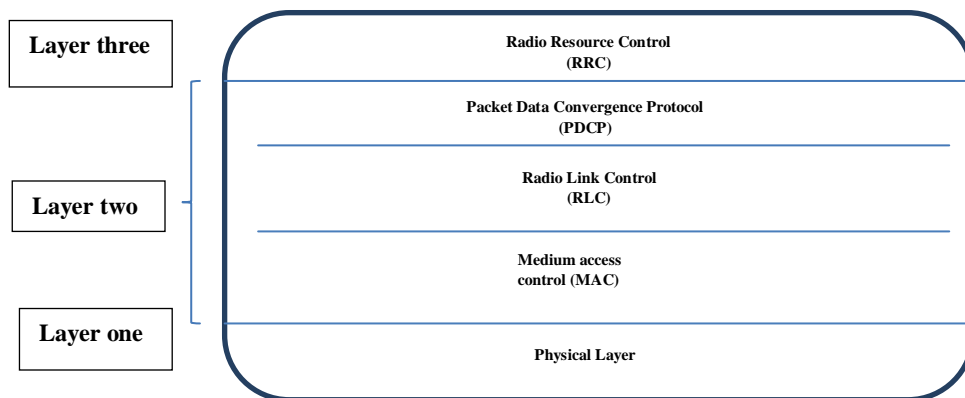 Layer three
Radio Resource Control
(RRC)
Packet Data Convergence Protocol
(PDCP)
Layer two
Radio Link Control
(RLC)
Medium access
control (MAC)
Layer one
Physical Layer